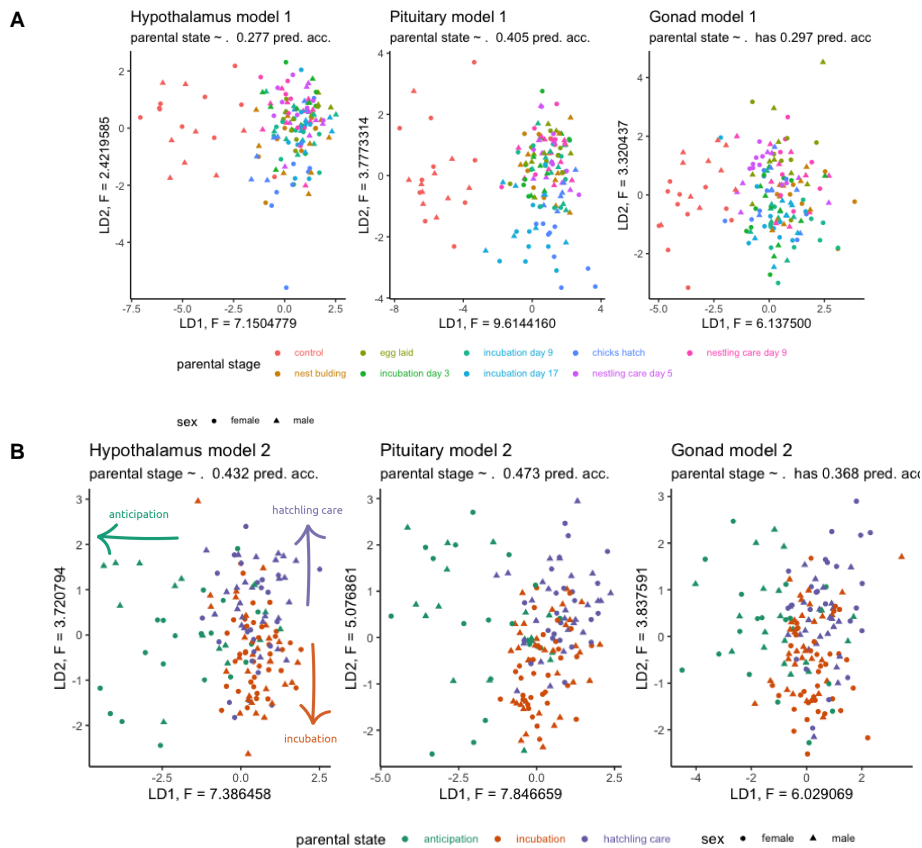 A
Hypothalamus model 1
parental state ~ . 0.277 pred. acc.
2
0
-2
-4
LD2, F = 2.4219585
-7.5
-5.0
-2.5
0.0
2.5
LD1, F = 7.1504779
Pituitary model 1
parental state ~ . 0.405 pred. acc.
4
2
0
-2
-4
LD2, F = 3.7773314
-8
-4
0
4
LD1, F = 9.6144160
Gonad model 1
parental state ~ . has 0.297 pred. acc
4
2
0
-2
LD2, F = 3.320437
-5.0
-2.5
0.0
2.5
LD1, F = 6.137500
parental stage
control
egg laid
incubation day 9
chicks hatch
nestling care day 9
nest bulding
incubation day 3
incubation day 17
nestling care day 5
sex
female
male
B
Hypothalamus model 2
parental stage ~ . 0.432 pred. acc.
3
2
1
0
-1
-2
LD2, F = 3.720794
anticipation
hatchling care
incubation
-2.5
0.0
2.5
LD1, F = 7.386458
Pituitary model 2
parental stage ~ . 0.473 pred. acc.
3
2
1
0
-1
-2
LD2, F = 5.076861
-5.0
-2.5
0.0
2.5
LD1, F = 7.846659
Gonad model 2
parental stage ~ . has 0.368 pred. acc
3
2
1
0
-1
-2
LD2, F = 3.837591
-4
-2
0
2
LD1, F = 6.029069
parental state
anticipation
incubation
hatchling care
sex
female
male